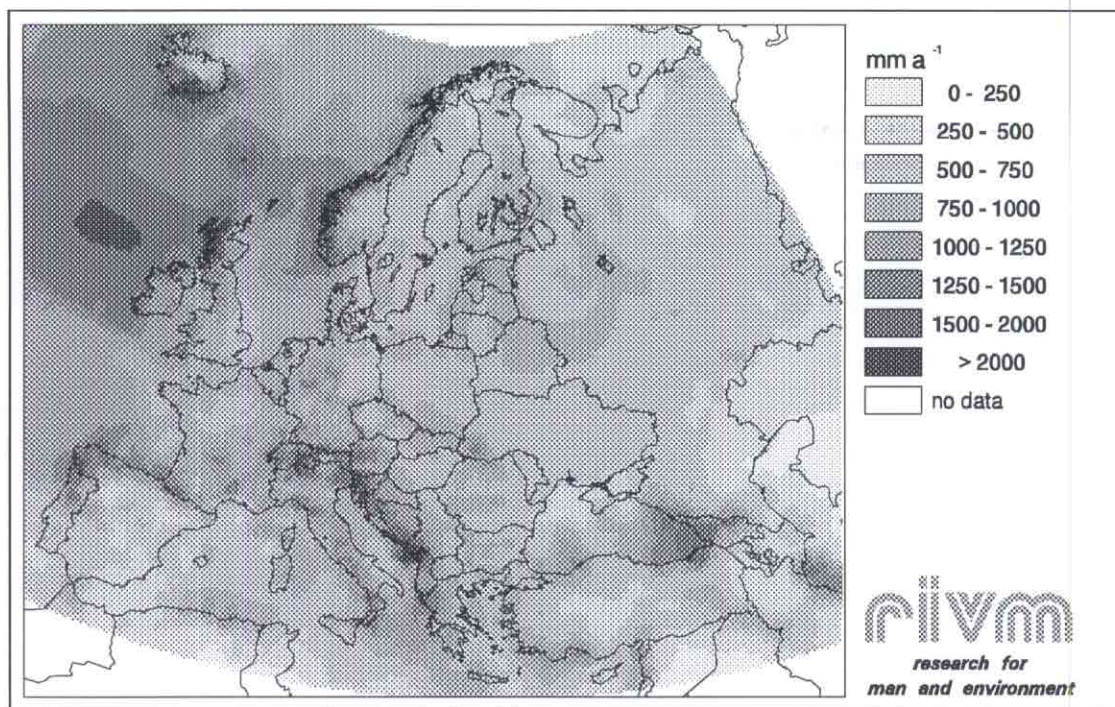 mm a⁻¹
0 - 250
250 - 500
500 - 750
750 - 1000
1000 - 1250
1250 - 1500
1500 - 2000
> 2000
no data
rivm
research for
man and environment